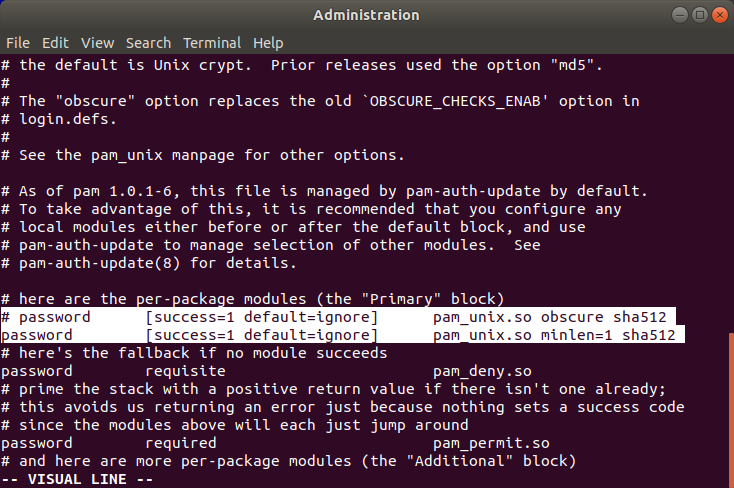 Administration
File Edit View Search Terminal Help
# the default is Unix crypt.  Prior releases used the option "md5".
#
# The "obscure" option replaces the old `OBSCURE_CHECKS_ENAB' option in
# login.defs.
#
# See the pam_unix manpage for other options.

# As of pam 1.0.1-6, this file is managed by pam-auth-update by default.
# To take advantage of this, it is recommended that you configure any
# local modules either before or after the default block, and use
# pam-auth-update to manage selection of other modules.  See
# pam-auth-update(8) for details.

# here are the per-package modules (the "Primary" block)
# password      [success=1 default=ignore]      pam_unix.so obscure sha512
password        [success=1 default=ignore]      pam_unix.so minlen=1 sha512
# here's the fallback if no module succeeds
password        requisite                       pam_deny.so
# prime the stack with a positive return value if there isn't one already;
# this avoids us returning an error just because nothing sets a success code
# since the modules above will each just jump around
password        required                        pam_permit.so
# and here are more per-package modules (the "Additional" block)
-- VISUAL LINE --